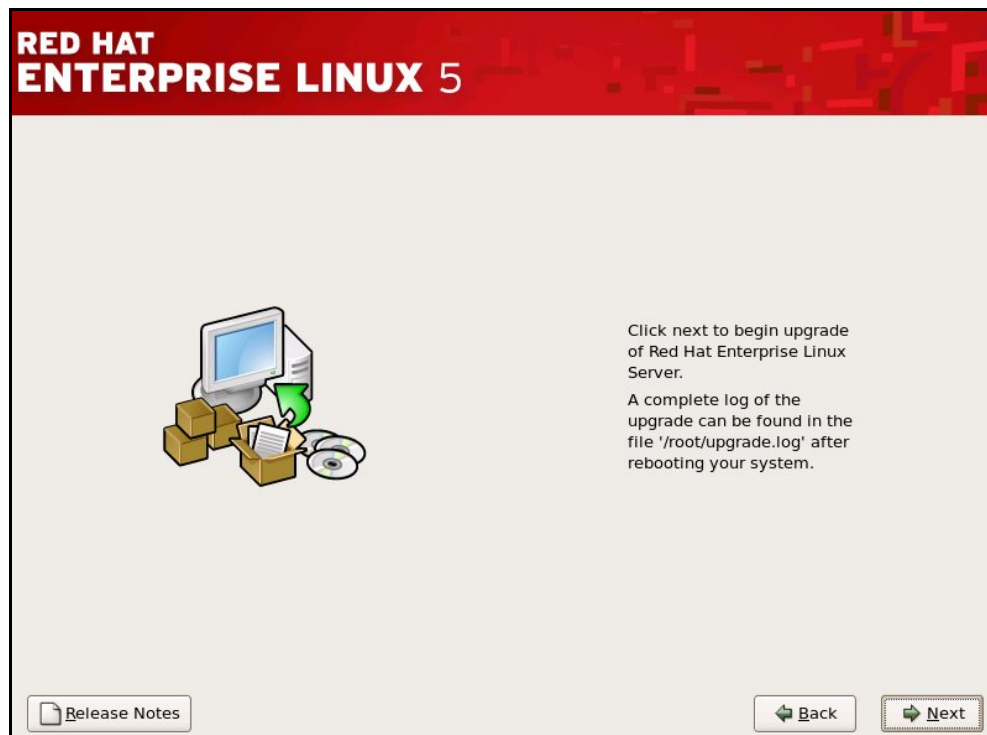 RED HAT
ENTERPRISE LINUX 5
Click next to begin upgrade
of Red Hat Enterprise Linux
Server.
A complete log of the
upgrade can be found in the
file '/root/upgrade.log' after
rebooting your system.
Release Notes
Back
Next